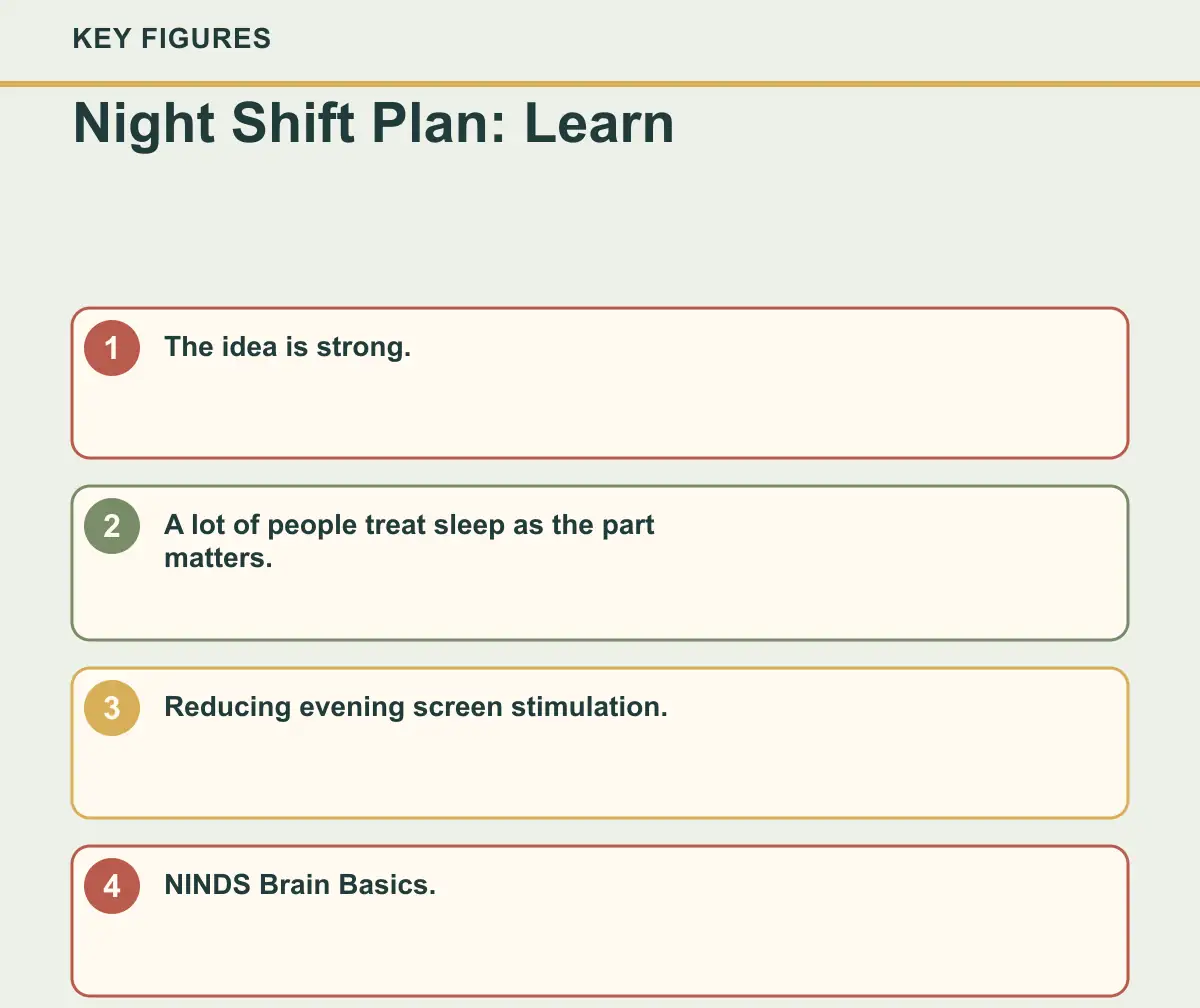 KEY FIGURES
Night Shift Plan: Learn
1
The idea is strong.
2
A lot of people treat sleep as the part
matters.
3
Reducing evening screen stimulation.
4
NINDS Brain Basics.